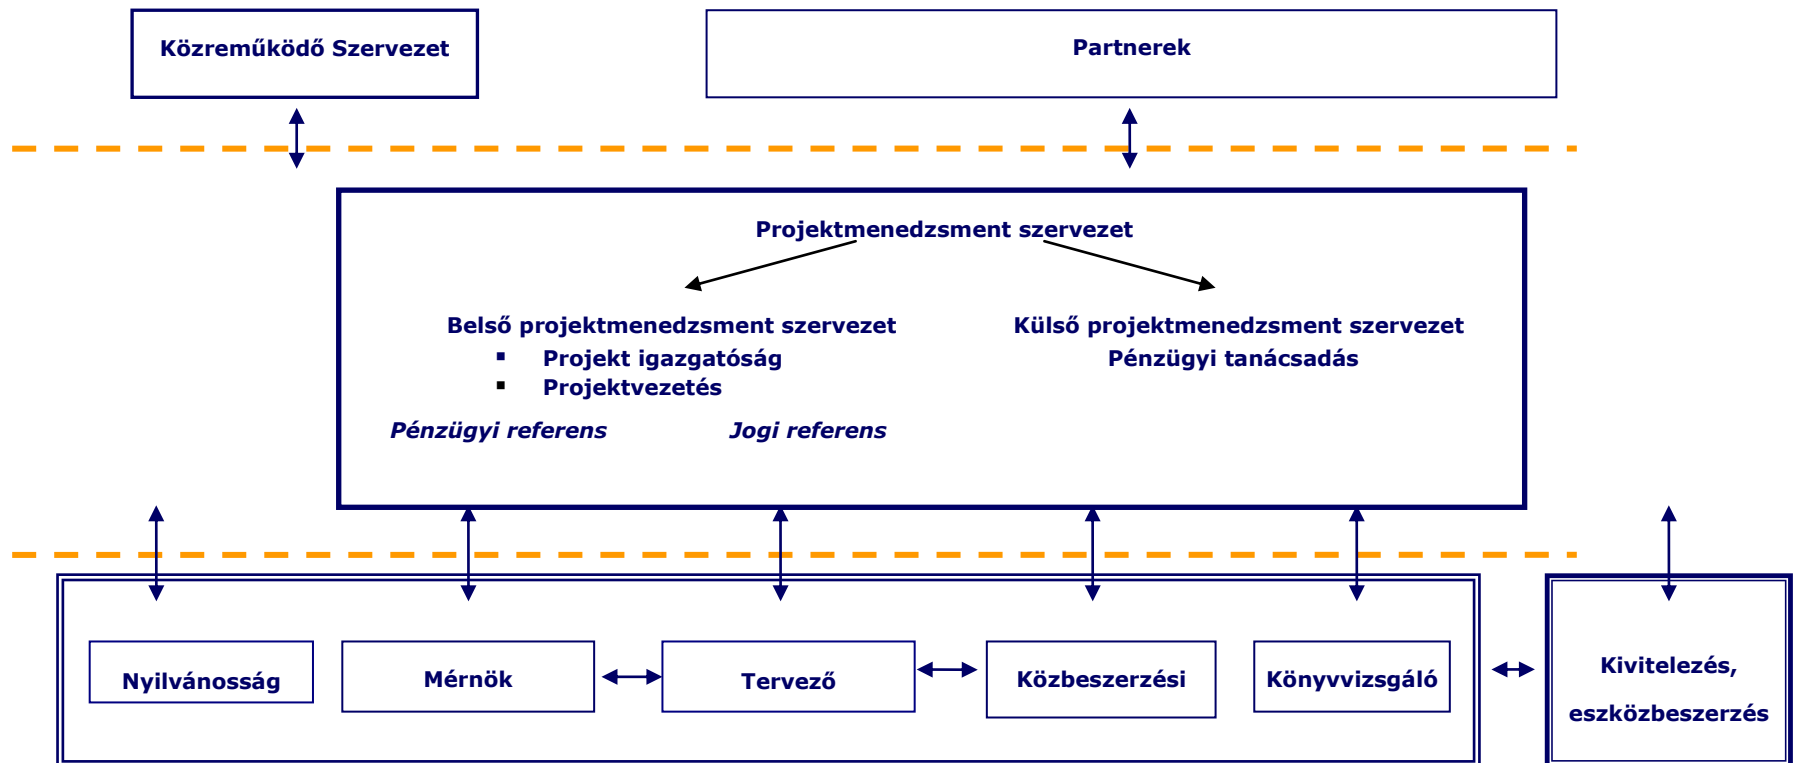 Közreműködő Szervezet
Partnerek
Projektmenedzsment szervezet
Belső projektmenedzsment szervezet
▪ Projekt igazgatóság
▪ Projektvezetés
Pénzügyi referens
Jogi referens
Külső projektmenedzsment szervezet
Pénzügyi tanácsadás
Nyilvánosság
Mérnök
Tervező
Közbeszerzési
Könyvvizsgáló
Kivitelezés,
eszközbeszerzés